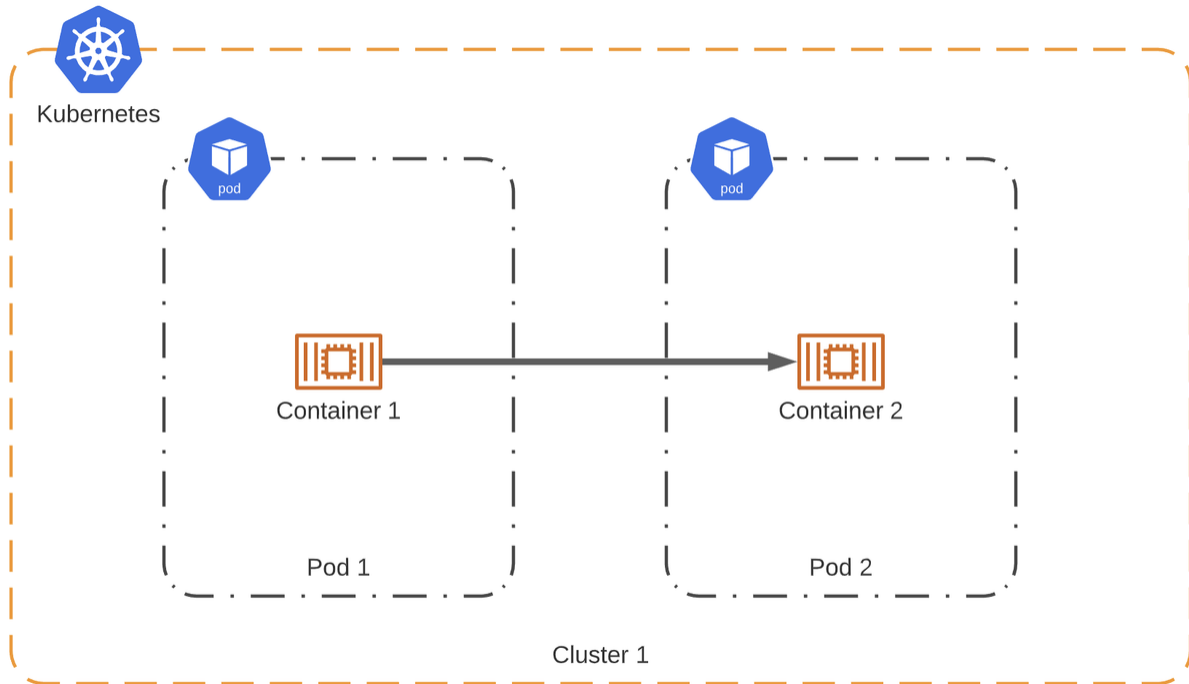 Kubernetes
pod
pod
Container 1
Container 2
Pod 1
Pod 2
Cluster 1